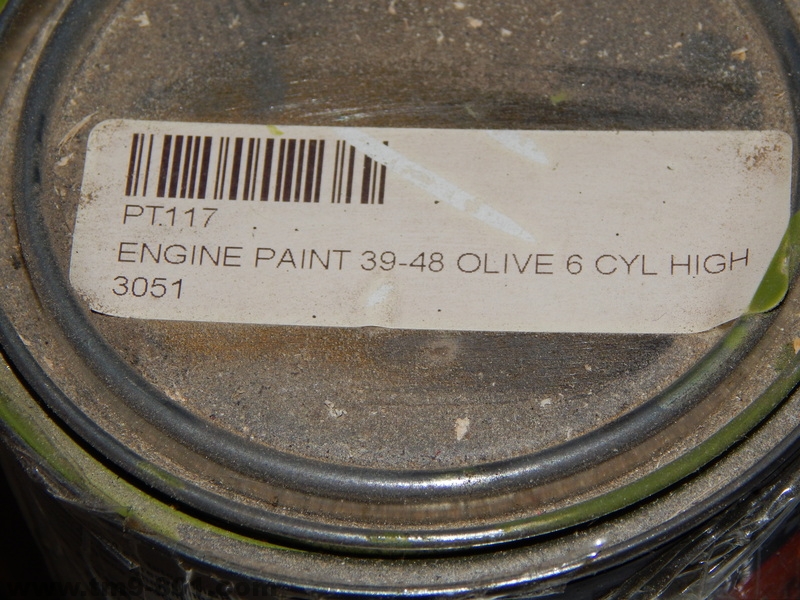 PT117
ENGINE PAINT 39-48 OLIVE 6 CYL HIGH
3051